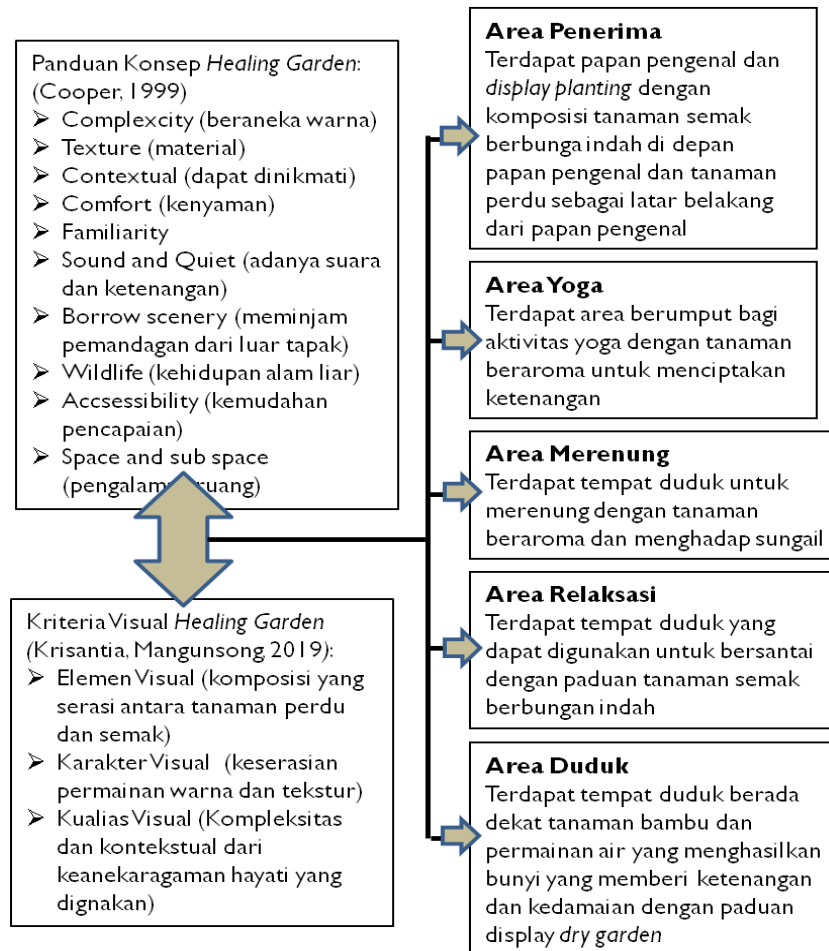 Panduan Konsep Healing Garden:
(Cooper, 1999)
➤ Complexcity (beraneka warna)
➤ Texture (material)
➤ Contextual (dapat dinikmati)
➤ Comfort (kenyaman)
➤ Familiarity
➤ Sound and Quiet (adanya suara
dan ketenangan)
➤ Borrow scenery (meminjam
pemandagan dari luar tapak)
➤ Wildlife (kehidupan alam liar)
➤ Accsessibility (kemudahan
pencapaian)
➤ Space and sub space
ruang)
Kriteria Visual Healing Garden
(Krisantia, Mangunsong, 2019):
➤ Elemen Visual (komposisi yang
serasi antara tanaman perdu
dan semak)
➤ Karakter Visual (keserasian
permainan warna dan tekstur)
➤ Kualias Visual (Kompleksitas
dan kontekstual dari
keanekaragaman hayati yang
dignakan)
Area Penerima
Terdapat papan pengenal dan
display planting dengan
komposisi tanaman semak
berbunga indah di depan
papan pengenal dan tanaman
perdu sebagai latar belakang
dari papan pengenal
Area Yoga
Terdapat area berumput bagi
aktivitas yoga dengan tanaman
beraroma untuk menciptakan
ketenangan
Area Merenung
Terdapat tempat duduk untuk
merenung dengan tanaman
beraroma dan menghadap sungail
Area Relaksasi
Terdapat tempat duduk yang
dapat digunakan untuk bersantai
dengan paduan tanaman semak
berbungan indah
Area Duduk
Terdapat tempat duduk berada
dekat tanaman bambu dan
permainan air yang menghasilkan
bunyi yang memberi ketenangan
dan kedamaian dengan paduan
display dry garden